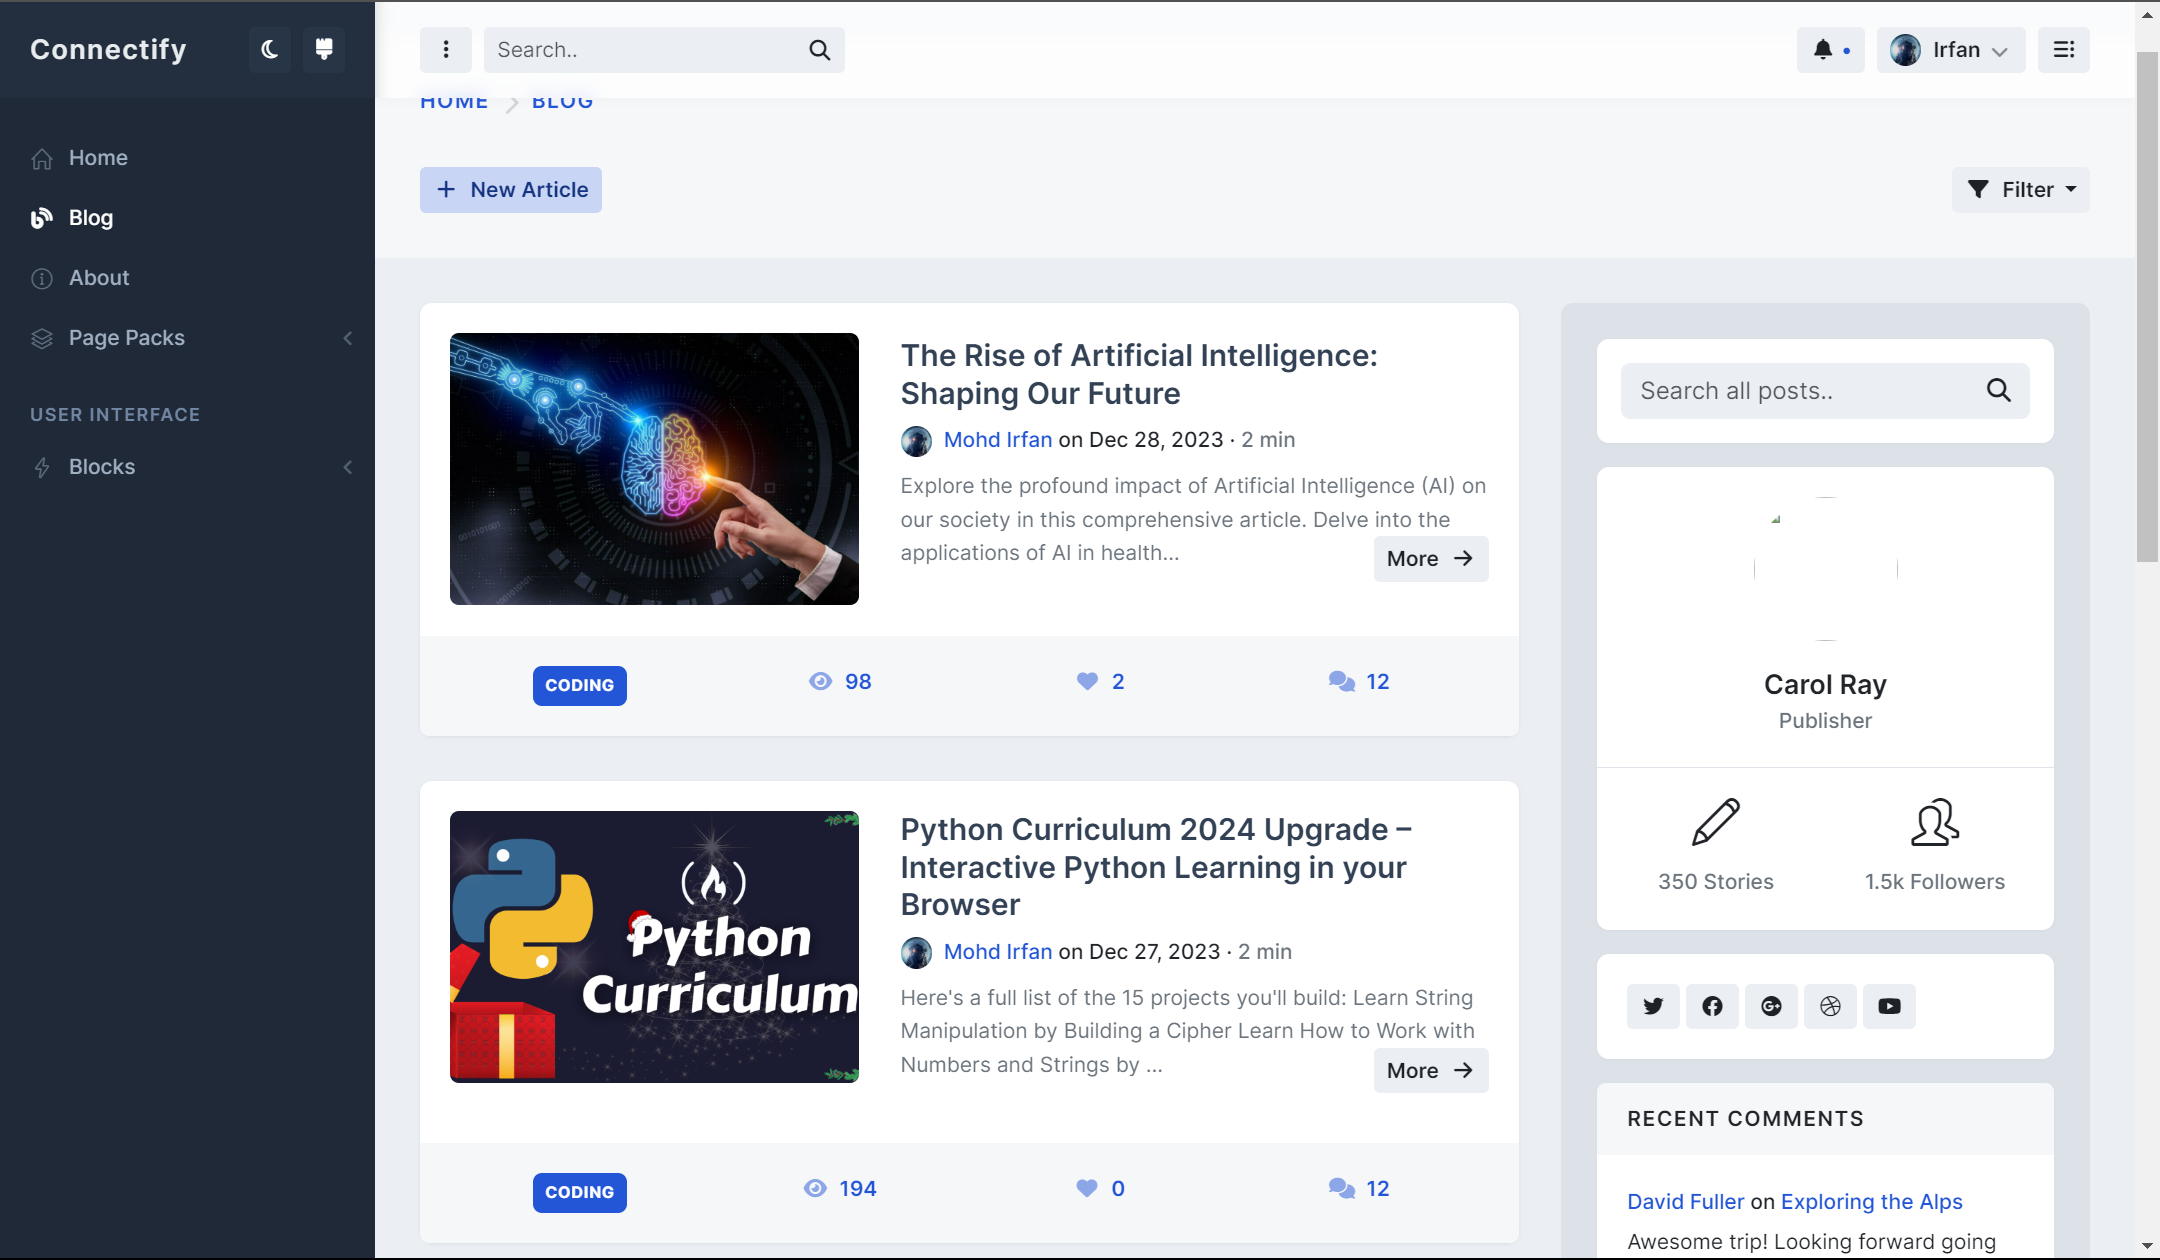 Connectify
Search..
Irfan
Home
Blog
About
Page Packs
USER INTERFACE
Blocks
HOME
BLOG
New Article
Filter
The Rise of Artificial Intelligence:
Shaping Our Future
Mohd Irfan on Dec 28, 2023 · 2 min
Explore the profound impact of Artificial Intelligence (AI) on
our society in this comprehensive article. Delve into the
applications of AI in health...
More
CODING
98
2
12
Python
Curriculum
Python Curriculum 2024 Upgrade –
Interactive Python Learning in your
Browser
Mohd Irfan on Dec 27, 2023 · 2 min
Here's a full list of the 15 projects you'll build: Learn String
Manipulation by Building a Cipher Learn How to Work with
Numbers and Strings by ...
More
CODING
194
0
12
Search all posts..
Carol Ray
Publisher
350 Stories
1.5k Followers
RECENT COMMENTS
David Fuller on Exploring the Alps
Awesome trip! Looking forward going